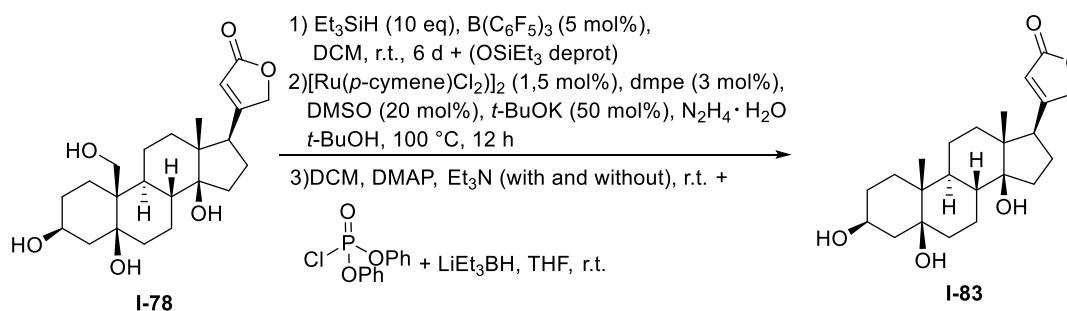 1) Et₃SiH (10 eq), B(C₆F₅)₃ (5 mol%),
DCM, r.t., 6 d + (OSiEt₃ deprot)
2)[Ru(p-cymene)Cl₂)]₂ (1,5 mol%), dmpe (3 mol%),
DMSO (20 mol%), t-BuOK (50 mol%), N₂H₄·H₂O
t-BuOH, 100 °C, 12 h
3)DCM, DMAP, Et₃N (with and without), r.t. +
O
Cl P OPh
OPh + LiEt₃BH, THF, r.t.
O
O
HO
H
H
OH
HO
OH
I-78
O
O
H
H
OH
HO
OH
I-83